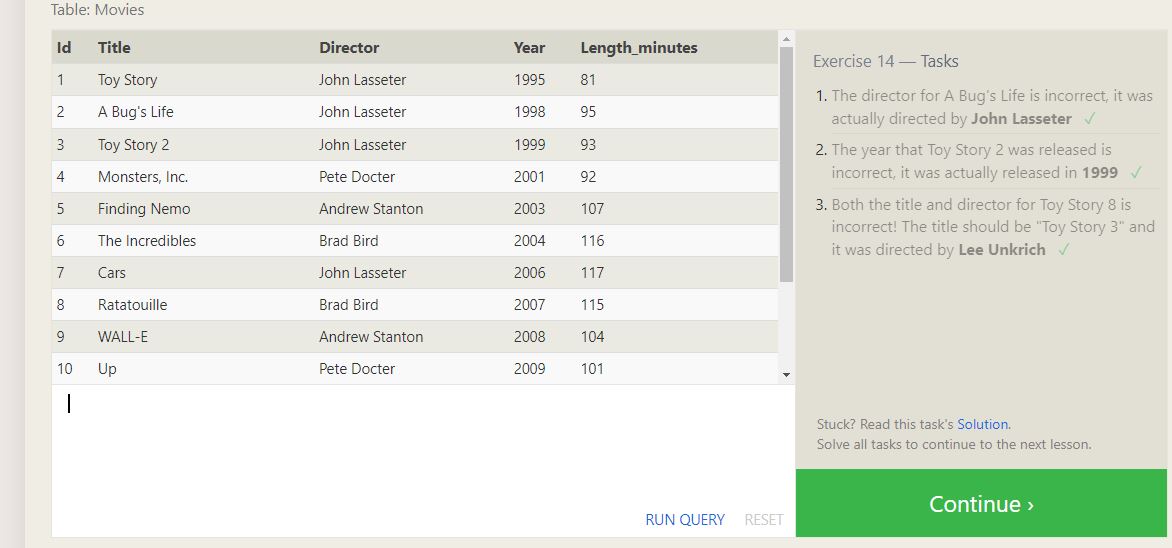 Table: Movies
Id Title Director Year Length_minutes
1 Toy Story John Lasseter 1995 81
2 A Bug's Life John Lasseter 1998 95
3 Toy Story 2 John Lasseter 1999 93
4 Monsters, Inc. Pete Docter 2001 92
5 Finding Nemo Andrew Stanton 2003 107
6 The Incredibles Brad Bird 2004 116
7 Cars John Lasseter 2006 117
8 Ratatouille Brad Bird 2007 115
9 WALL-E Andrew Stanton 2008 104
10 Up Pete Docter 2009 101
RUN QUERY RESET
Exercise 14 — Tasks
1. The director for A Bug's Life is incorrect, it was
actually directed by John Lasseter ✓
2. The year that Toy Story 2 was released is
incorrect, it was actually released in 1999 ✓
3. Both the title and director for Toy Story 8 is
incorrect! The title should be "Toy Story 3" and
it was directed by Lee Unkrich ✓
Stuck? Read this task's Solution.
Solve all tasks to continue to the next lesson.
Continue ›